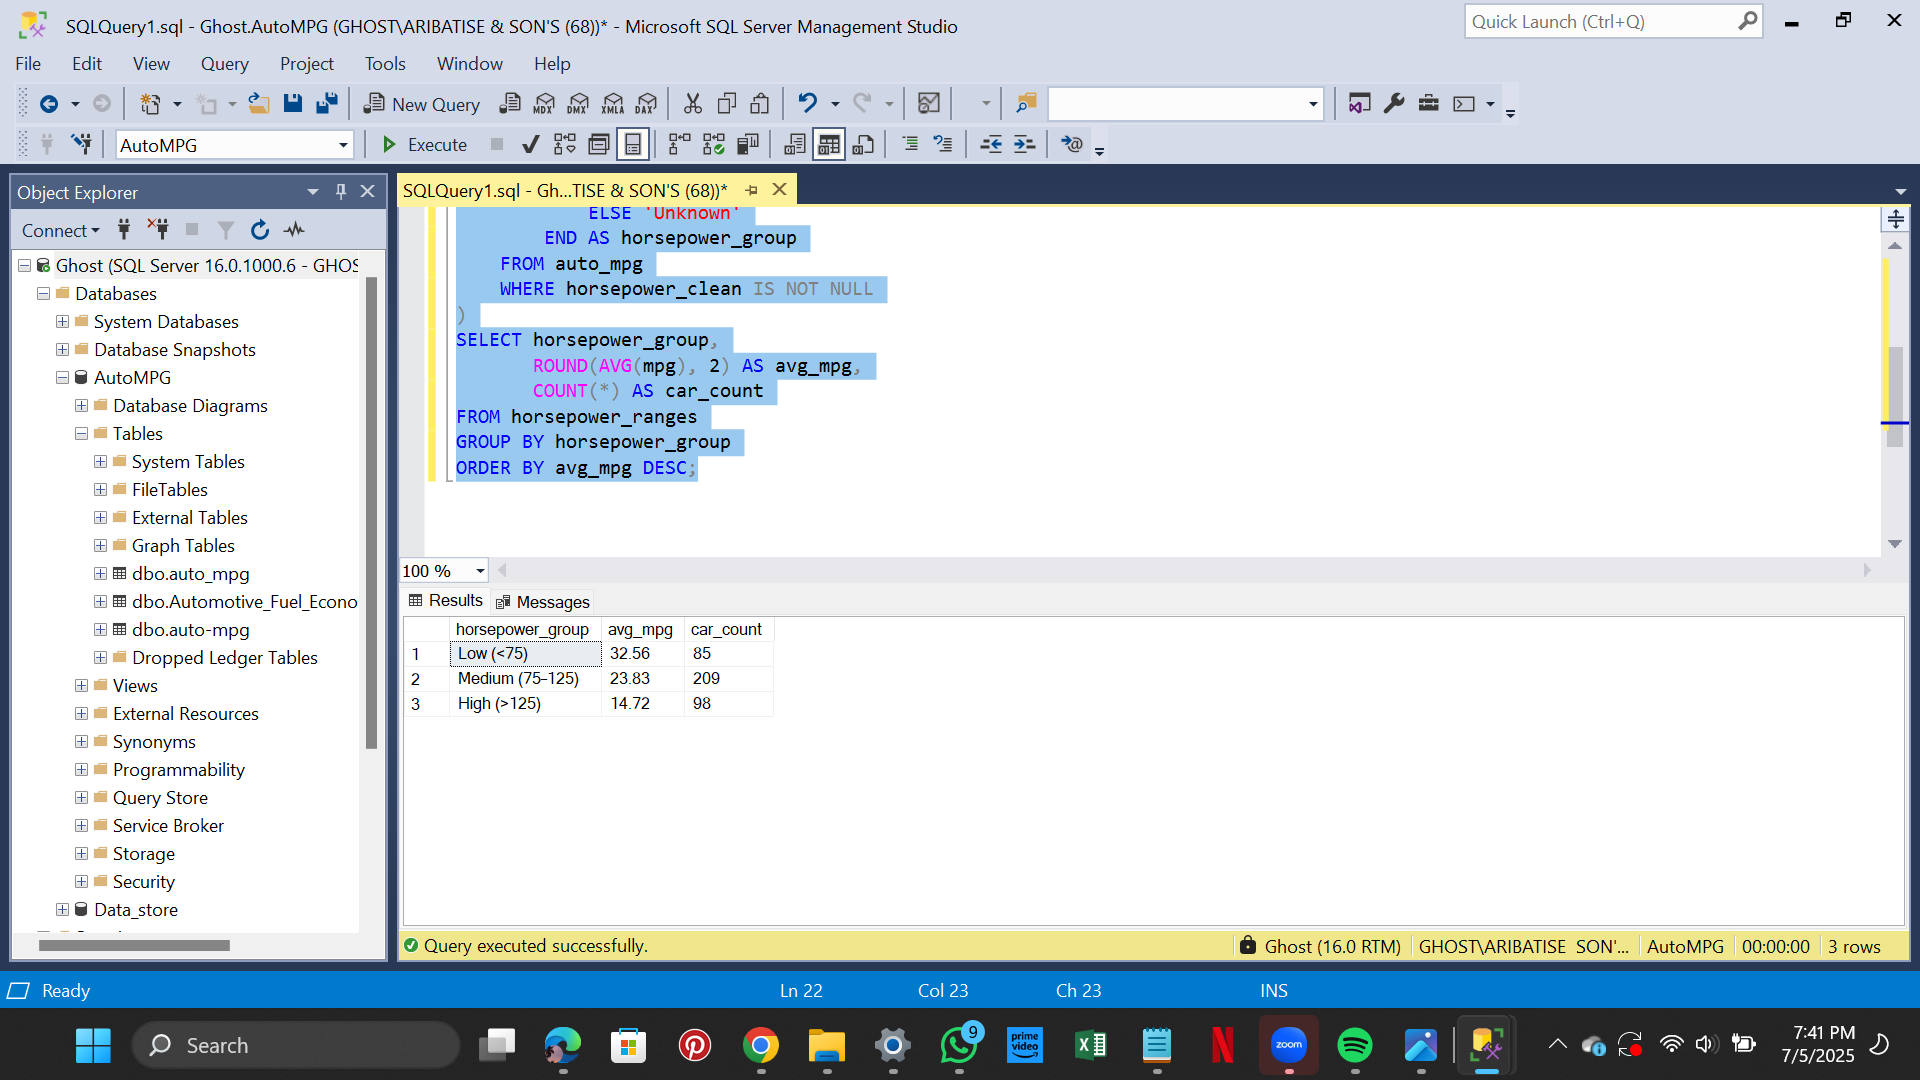 SQLQuery1.sql - Ghost.AutoMPG (GHOST\ARIBATISE & SON'S (68))* - Microsoft SQL Server Management Studio
Quick Launch (Ctrl+Q)
File Edit View Query Project Tools Window Help
New Query MDX DMX XMLA DAX
AutoMPG Execute
Object Explorer
Connect
Ghost (SQL Server 16.0.1000.6 - GHOS
Databases
System Databases
Database Snapshots
AutoMPG
Database Diagrams
Tables
System Tables
FileTables
External Tables
Graph Tables
dbo.auto_mpg
dbo.Automotive_Fuel_Econo
dbo.auto-mpg
Dropped Ledger Tables
Views
External Resources
Synonyms
Programmability
Query Store
Service Broker
Storage
Security
Data_store
SQLQuery1.sql - Gh...TISE & SON'S (68))*
ELSE 'Unknown'
END AS horsepower_group
FROM auto_mpg
WHERE horsepower_clean IS NOT NULL
)
SELECT horsepower_group,
ROUND(AVG(mpg), 2) AS avg_mpg,
COUNT(*) AS car_count
FROM horsepower_ranges
GROUP BY horsepower_group
ORDER BY avg_mpg DESC;
100 %
Results Messages
horsepower_group avg_mpg car_count
1 Low (<75) 32.56 85
2 Medium (75–125) 23.83 209
3 High (>125) 14.72 98
Query executed successfully. Ghost (16.0 RTM) GHOST\ARIBATISE SON'... AutoMPG 00:00:00 3 rows
Ready Ln 22 Col 23 Ch 23 INS
Search
9
prime video
zoom
7:41 PM
7/5/2025